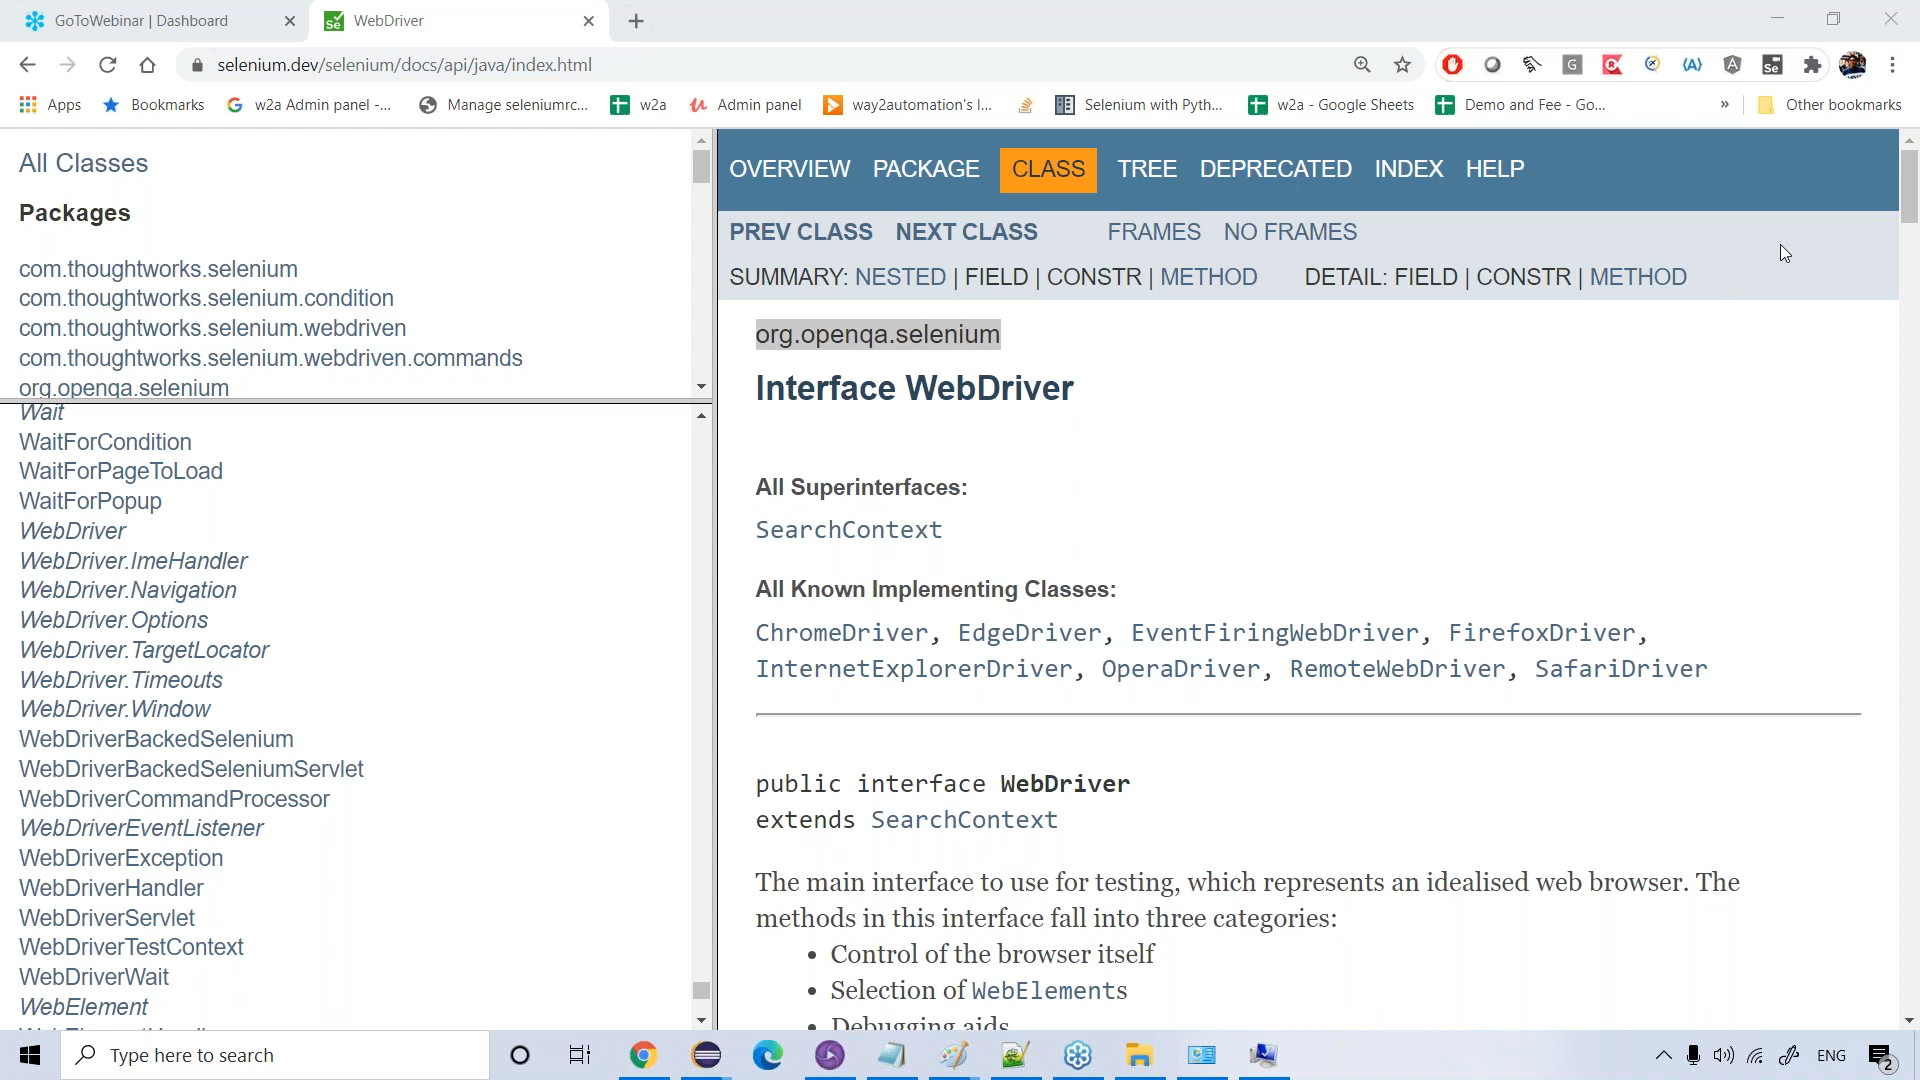 GoToWebinar | Dashboard
WebDriver
selenium.dev/selenium/docs/api/java/index.html
Apps
Bookmarks
w2a Admin panel -...
Manage seleniumrc...
w2a
Admin panel
way2automation's l...
Selenium with Pyth...
w2a - Google Sheets
Demo and Fee - Go...
»
Other bookmarks
All Classes
Packages
com.thoughtworks.selenium
com.thoughtworks.selenium.condition
com.thoughtworks.selenium.webdriven
com.thoughtworks.selenium.webdriven.commands
org.openqa.selenium
Wait
WaitForCondition
WaitForPageToLoad
WaitForPopup
WebDriver
WebDriver.ImeHandler
WebDriver.Navigation
WebDriver.Options
WebDriver.TargetLocator
WebDriver.Timeouts
WebDriver.Window
WebDriverBackedSelenium
WebDriverBackedSeleniumServlet
WebDriverCommandProcessor
WebDriverEventListener
WebDriverException
WebDriverHandler
WebDriverServlet
WebDriverTestContext
WebDriverWait
WebElement
OVERVIEW PACKAGE CLASS TREE DEPRECATED INDEX HELP
PREV CLASS NEXT CLASS FRAMES NO FRAMES
SUMMARY: NESTED | FIELD | CONSTR | METHOD DETAIL: FIELD | CONSTR | METHOD
org.openqa.selenium
Interface WebDriver
All Superinterfaces:
SearchContext
All Known Implementing Classes:
ChromeDriver, EdgeDriver, EventFiringWebDriver, FirefoxDriver,
InternetExplorerDriver, OperaDriver, RemoteWebDriver, SafariDriver
public interface WebDriver
extends SearchContext
The main interface to use for testing, which represents an idealised web browser. The
methods in this interface fall into three categories:
• Control of the browser itself
• Selection of WebElements
• Debugging aids
Type here to search
ENG
2